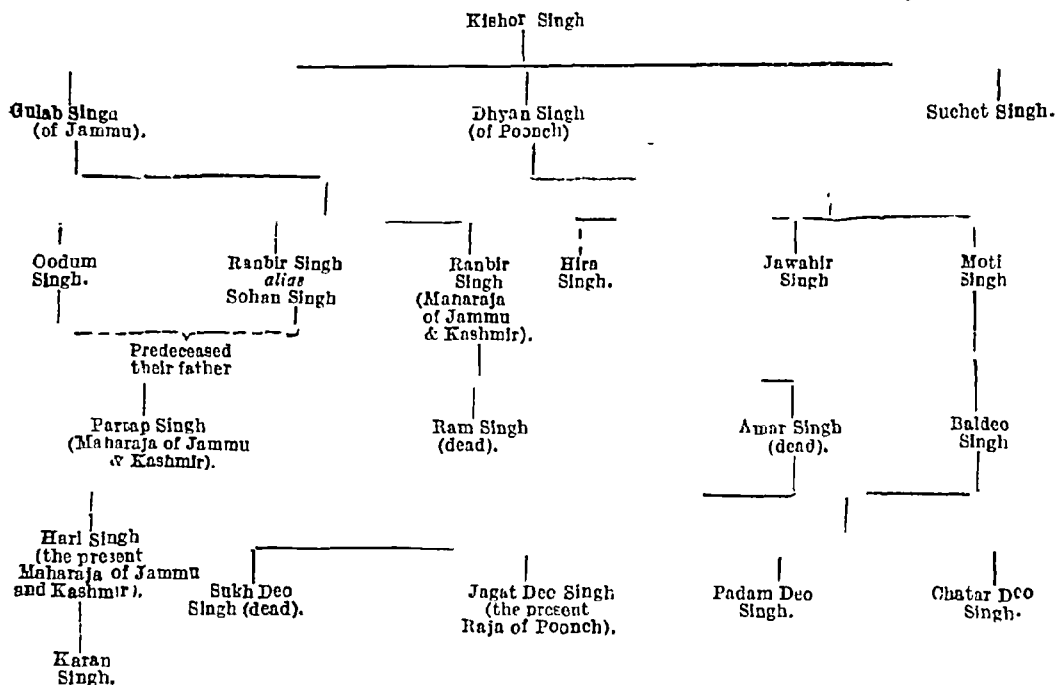 Kishor Singh
Gulab Singa
(of Jammu).
Dhyan Singh
(of Poonch)
Suchet Singh.
Oodum
Singh.
Ranbir Singh
alias
Sohan Singh
Ranbir
Singh
(Maharaja
of Jammu
& Kashmir).
Hira
Singh.
Jawahir
Singh
Moti
Singh
Predeceased
their father
Partap Singh
(Maharaja of Jammu
& Kashmir).
Ram Singh
(dead).
Amar Singh
(dead).
Baldeo
Singh
Hari Singh
(the present
Maharaja of Jammu
and Kashmir).
Sukh Deo
Singh (dead).
Jagat Deo Singh
(the present
Raja of Poonch).
Padam Deo
Singh.
Chatar Deo
Singh.
Karan
Singh.